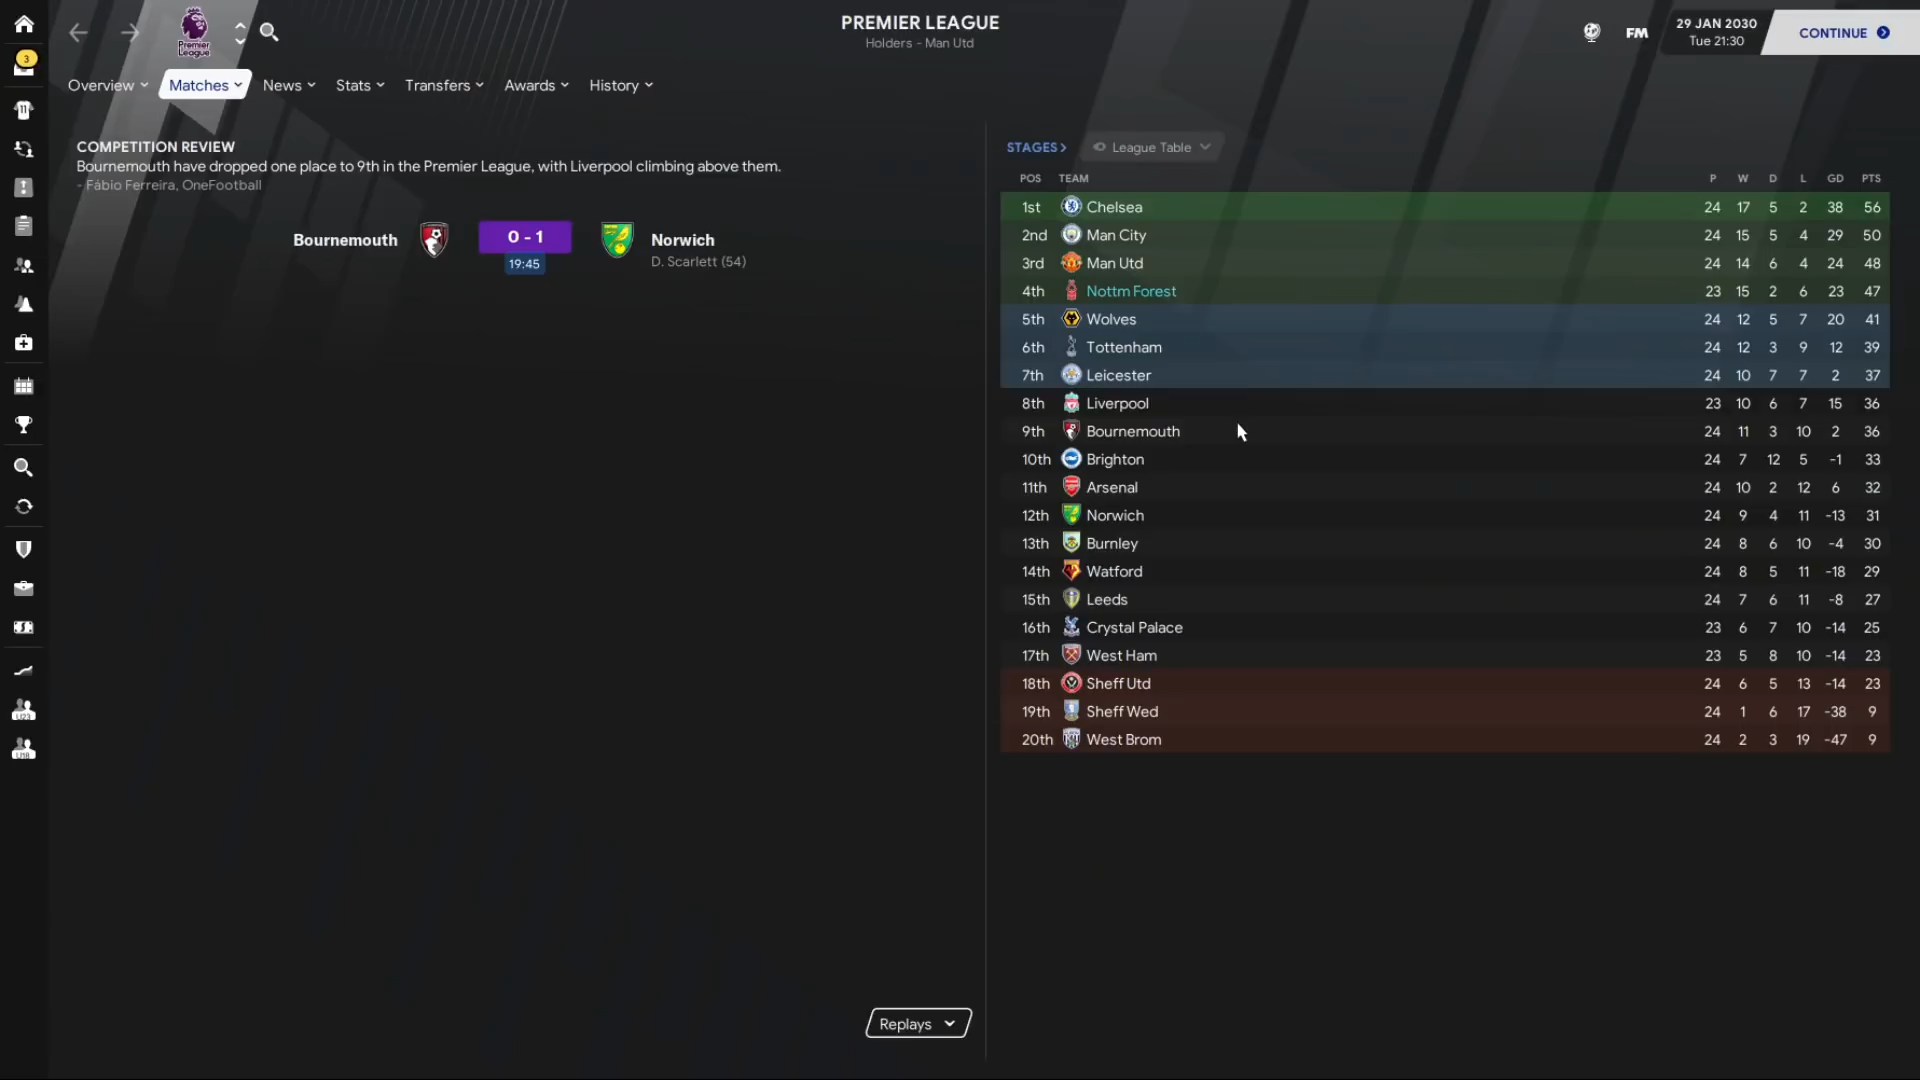 PREMIER LEAGUE
Holders - Man Utd
Premier League
29 JAN 2030
Tue 21:30
FM
CONTINUE
3
11
Overview Matches News Stats Transfers Awards History
COMPETITION REVIEW
Bournemouth have dropped one place to 9th in the Premier League, with Liverpool climbing above them.
- Fábio Ferreira, OneFootball
Bournemouth 0 - 1 Norwich
19:45 D. Scarlett (54)
STAGES> League Table
POS TEAM P W D L GD PTS
1st Chelsea 24 17 5 2 38 56
2nd Man City 24 15 5 4 29 50
3rd Man Utd 24 14 6 4 24 48
4th Nottm Forest 23 15 2 6 23 47
5th Wolves 24 12 5 7 20 41
6th Tottenham 24 12 3 9 12 39
7th Leicester 24 10 7 7 2 37
8th Liverpool 23 10 6 7 15 36
9th Bournemouth 24 11 3 10 2 36
10th Brighton 24 7 12 5 -1 33
11th Arsenal 24 10 2 12 6 32
12th Norwich 24 9 4 11 -13 31
13th Burnley 24 8 6 10 -4 30
14th Watford 24 8 5 11 -18 29
15th Leeds 24 7 6 11 -8 27
16th Crystal Palace 23 6 7 10 -14 25
17th West Ham 23 5 8 10 -14 23
18th Sheff Utd 24 6 5 13 -14 23
19th Sheff Wed 24 1 6 17 -38 9
20th West Brom 24 2 3 19 -47 9
U23
U18
Replays